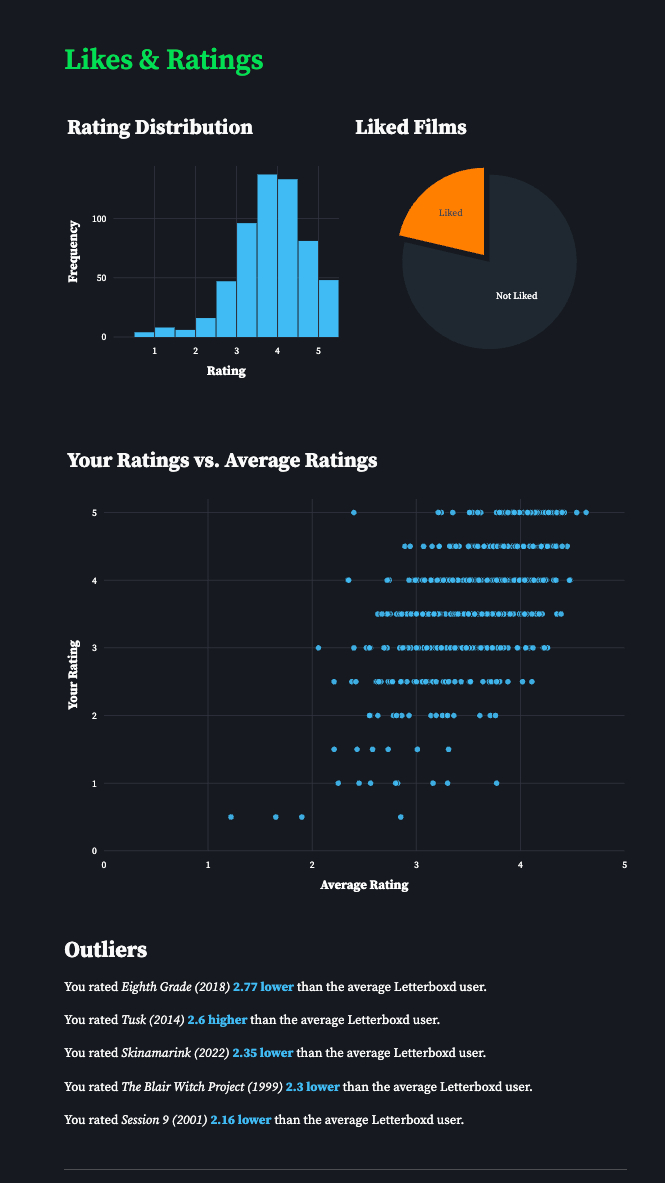 Likes & Ratings
Rating Distribution
Liked Films
100
50
0
Frequency
1 2 3 4 5
Rating
Liked
Not Liked
Your Ratings vs. Average Ratings
5
4
3
2
1
0
Your Rating
0 1 2 3 4 5
Average Rating
Outliers
You rated Eighth Grade (2018) 2.77 lower than the average Letterboxd user.
You rated Tusk (2014) 2.6 higher than the average Letterboxd user.
You rated Skinamarink (2022) 2.35 lower than the average Letterboxd user.
You rated The Blair Witch Project (1999) 2.3 lower than the average Letterboxd user.
You rated Session 9 (2001) 2.16 lower than the average Letterboxd user.